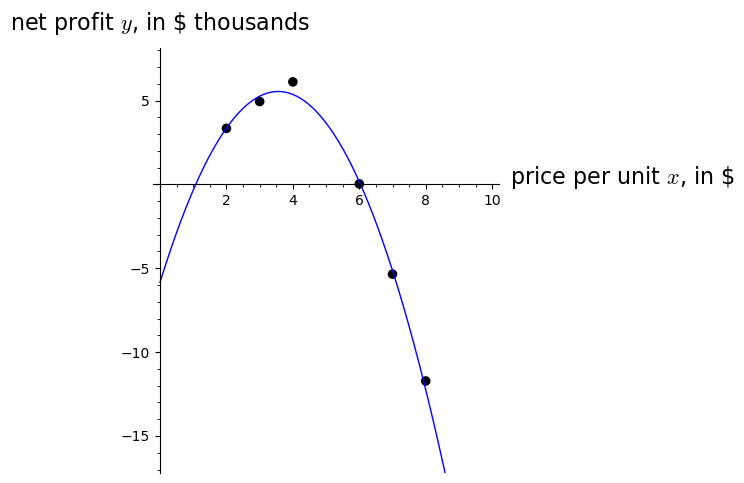 net profit y, in $ thousands
5
price per unit x, in $
2 4 6 8 10
−5
−10
−15